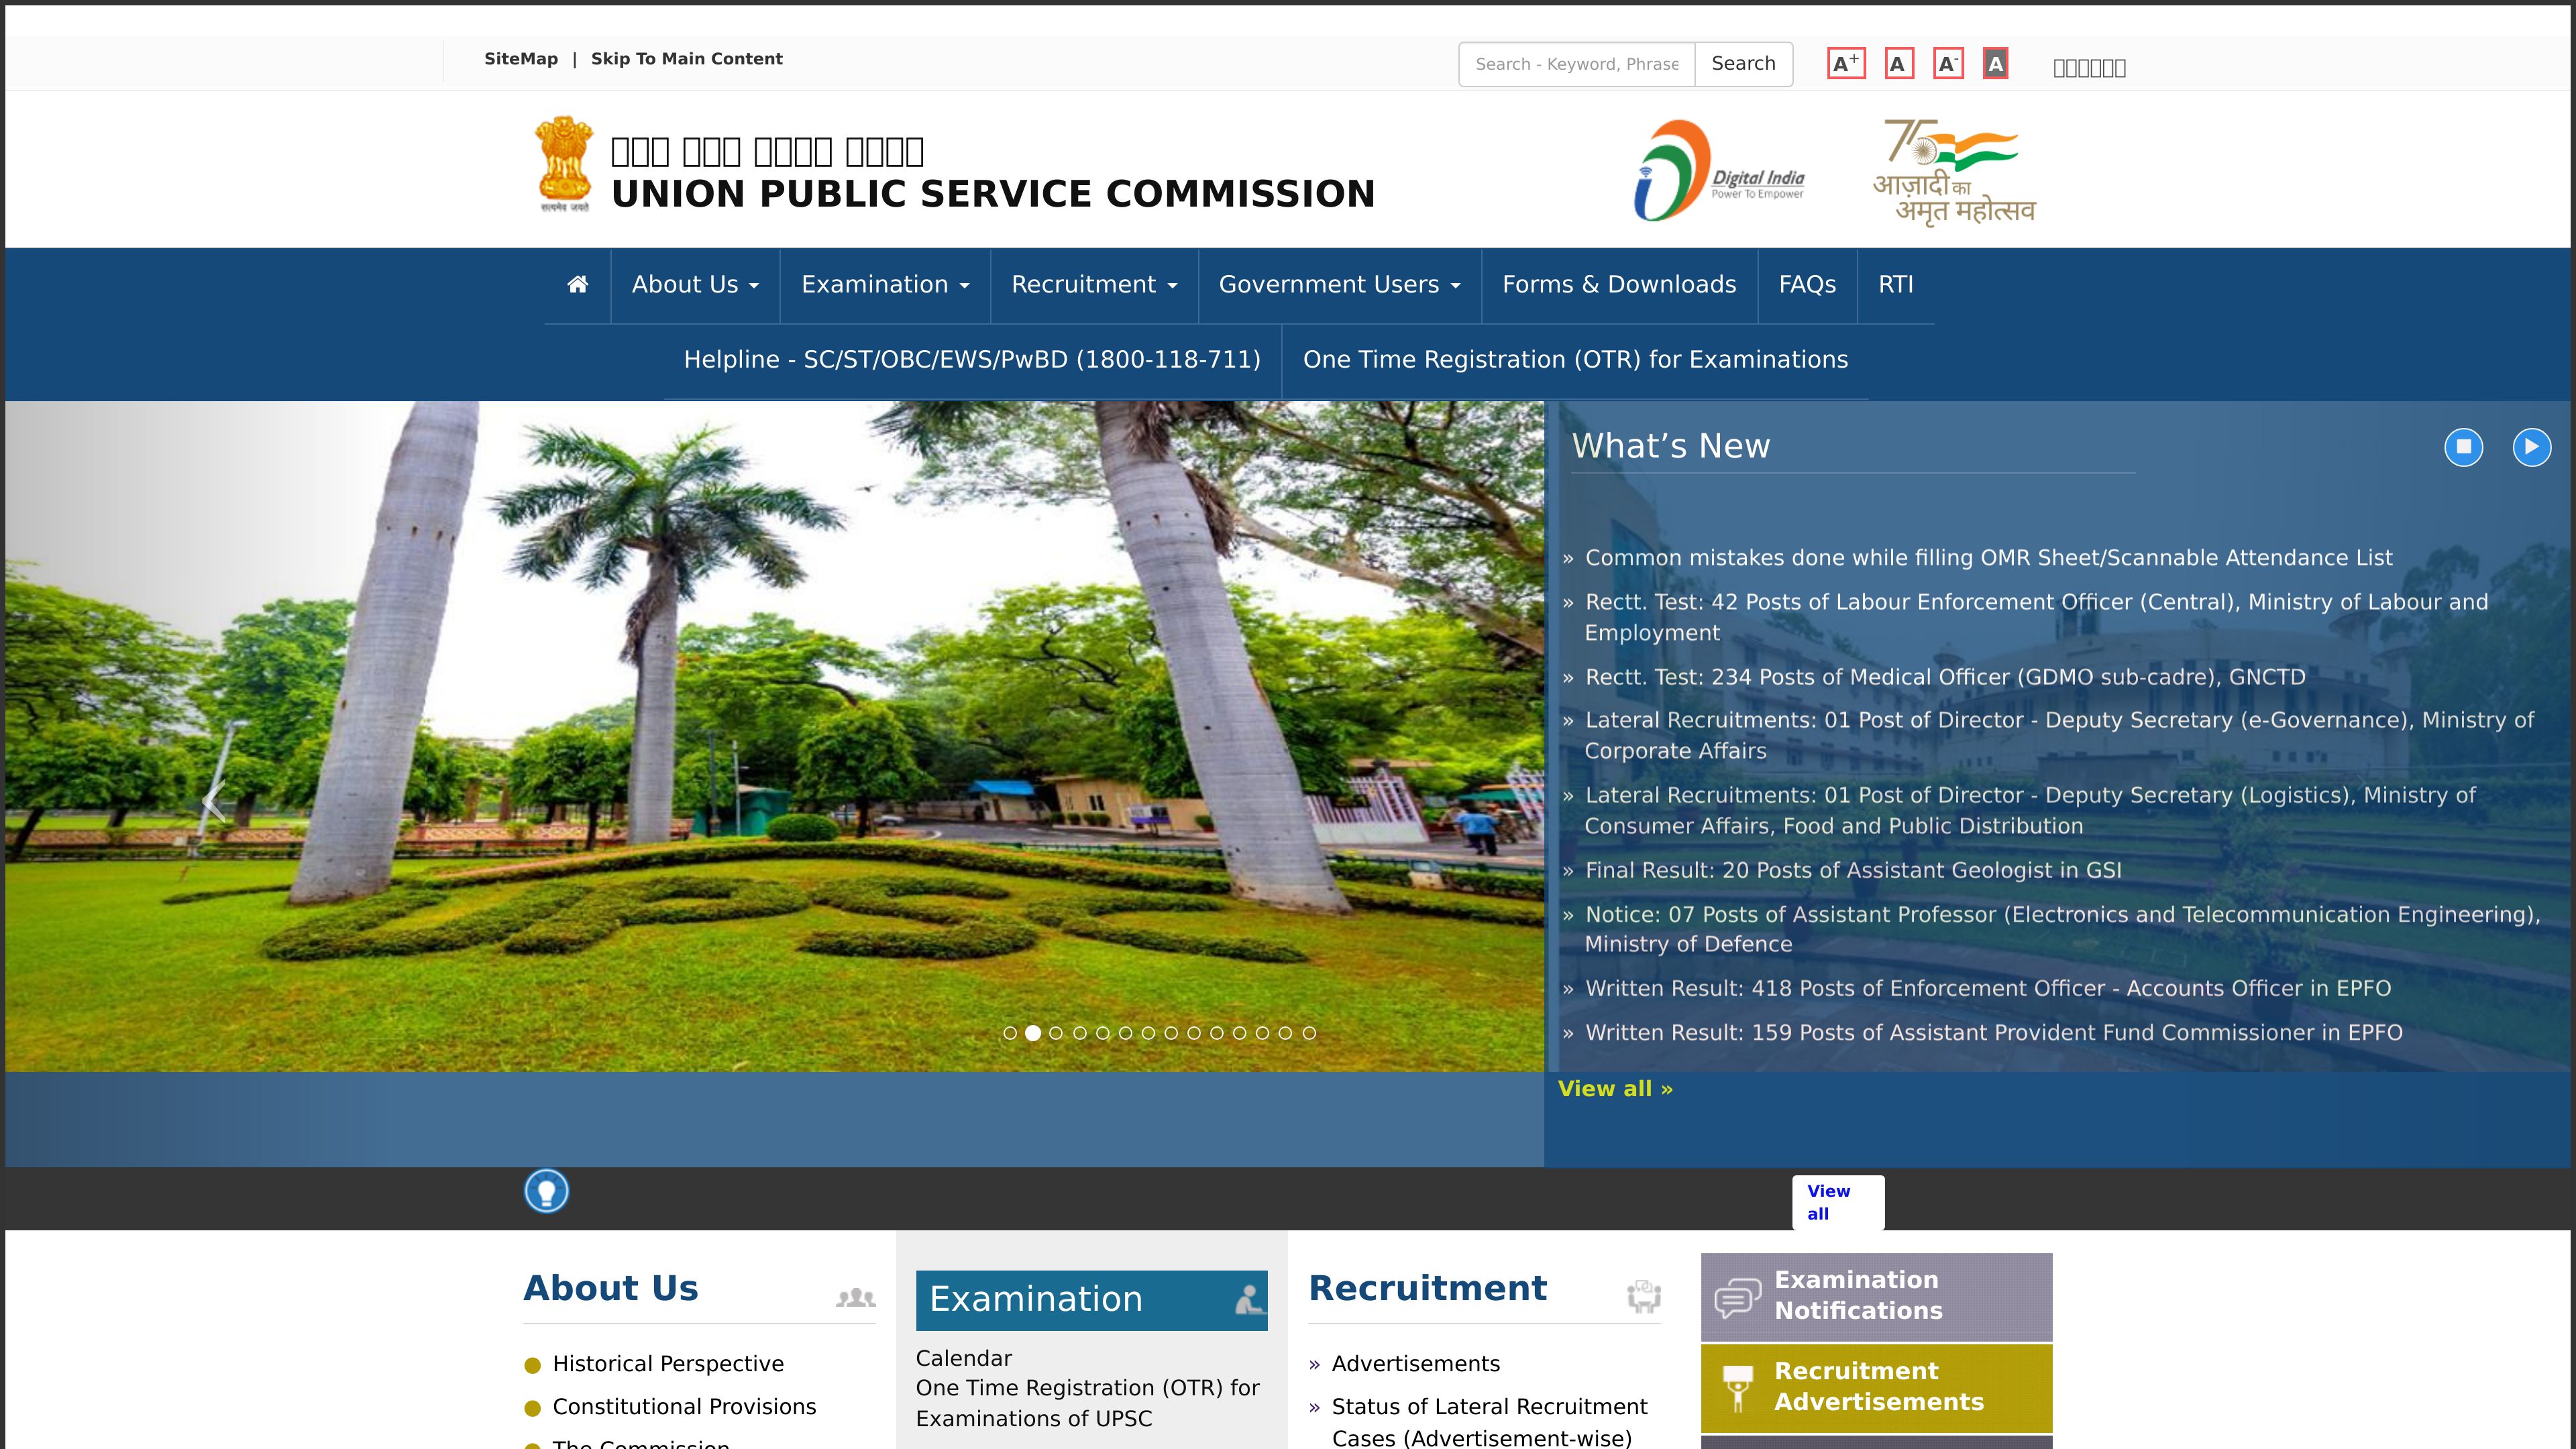 SiteMap | Skip To Main Content
Search - Keyword, Phrase
Search
A+ A A- A
सत्यमेव जयते
UNION PUBLIC SERVICE COMMISSION
Digital India
Power To Empower
75
आज़ादी का
अमृत महोत्सव
About Us
Examination
Recruitment
Government Users
Forms & Downloads
FAQs
RTI
Helpline - SC/ST/OBC/EWS/PwBD (1800-118-711)
One Time Registration (OTR) for Examinations
UPSC
What’s New
» Common mistakes done while filling OMR Sheet/Scannable Attendance List
» Rectt. Test: 42 Posts of Labour Enforcement Officer (Central), Ministry of Labour and
Employment
» Rectt. Test: 234 Posts of Medical Officer (GDMO sub-cadre), GNCTD
» Lateral Recruitments: 01 Post of Director - Deputy Secretary (e-Governance), Ministry of
Corporate Affairs
» Lateral Recruitments: 01 Post of Director - Deputy Secretary (Logistics), Ministry of
Consumer Affairs, Food and Public Distribution
» Final Result: 20 Posts of Assistant Geologist in GSI
» Notice: 07 Posts of Assistant Professor (Electronics and Telecommunication Engineering),
Ministry of Defence
» Written Result: 418 Posts of Enforcement Officer - Accounts Officer in EPFO
» Written Result: 159 Posts of Assistant Provident Fund Commissioner in EPFO
View all »
View
all
About Us
Historical Perspective
Constitutional Provisions
The Commission
Examination
Calendar
One Time Registration (OTR) for
Examinations of UPSC
Recruitment
» Advertisements
» Status of Lateral Recruitment
Cases (Advertisement-wise)
Examination
Notifications
Recruitment
Advertisements